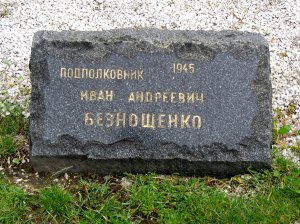 ПОДПОЛКОВНИК 1945
ИВАН АНДРЕЕВИЧ
БЕЗНОЩЕНКО